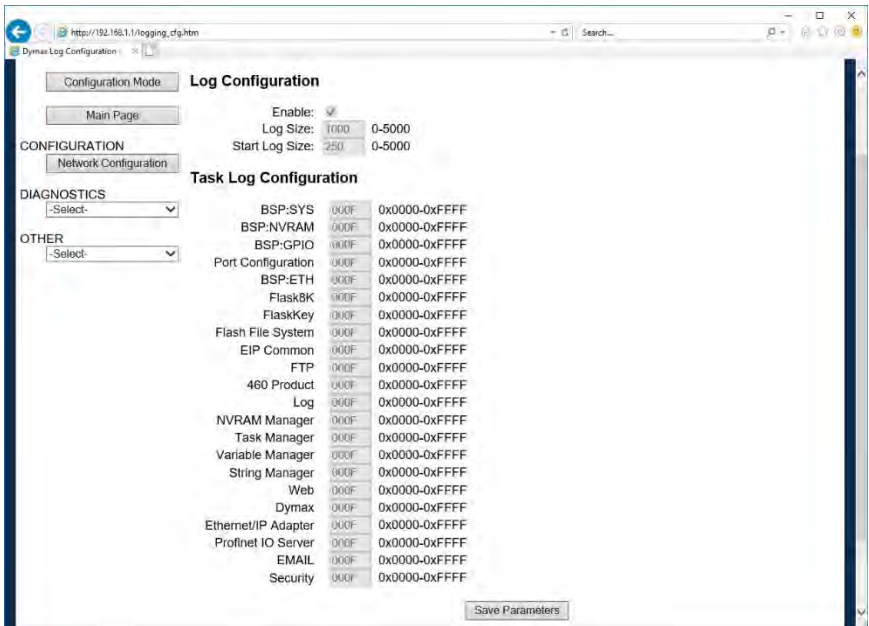 http://192.168.1.1/logging_cfg.htm
Search...
Dymax Log Configuration
Configuration Mode
Main Page
CONFIGURATION
Network Configuration
DIAGNOSTICS
-Select-
OTHER
-Select-
Log Configuration
Enable:
Log Size: 1000 0-5000
Start Log Size: 250 0-5000
Task Log Configuration
BSP:SYS 000F 0x0000-0xFFFF
BSP:NVRAM 000F 0x0000-0xFFFF
BSP:GPIO 000F 0x0000-0xFFFF
Port Configuration 000F 0x0000-0xFFFF
BSP:ETH 000F 0x0000-0xFFFF
Flask8K 000F 0x0000-0xFFFF
FlaskKey 000F 0x0000-0xFFFF
Flash File System 000F 0x0000-0xFFFF
EIP Common 000F 0x0000-0xFFFF
FTP 000F 0x0000-0xFFFF
460 Product 000F 0x0000-0xFFFF
Log 000F 0x0000-0xFFFF
NVRAM Manager 000F 0x0000-0xFFFF
Task Manager 000F 0x0000-0xFFFF
Variable Manager 000F 0x0000-0xFFFF
String Manager 000F 0x0000-0xFFFF
Web 000F 0x0000-0xFFFF
Dymax 000F 0x0000-0xFFFF
Ethernet/IP Adapter 000F 0x0000-0xFFFF
Profinet IO Server 000F 0x0000-0xFFFF
EMAIL 000F 0x0000-0xFFFF
Security 000F 0x0000-0xFFFF
Save Parameters